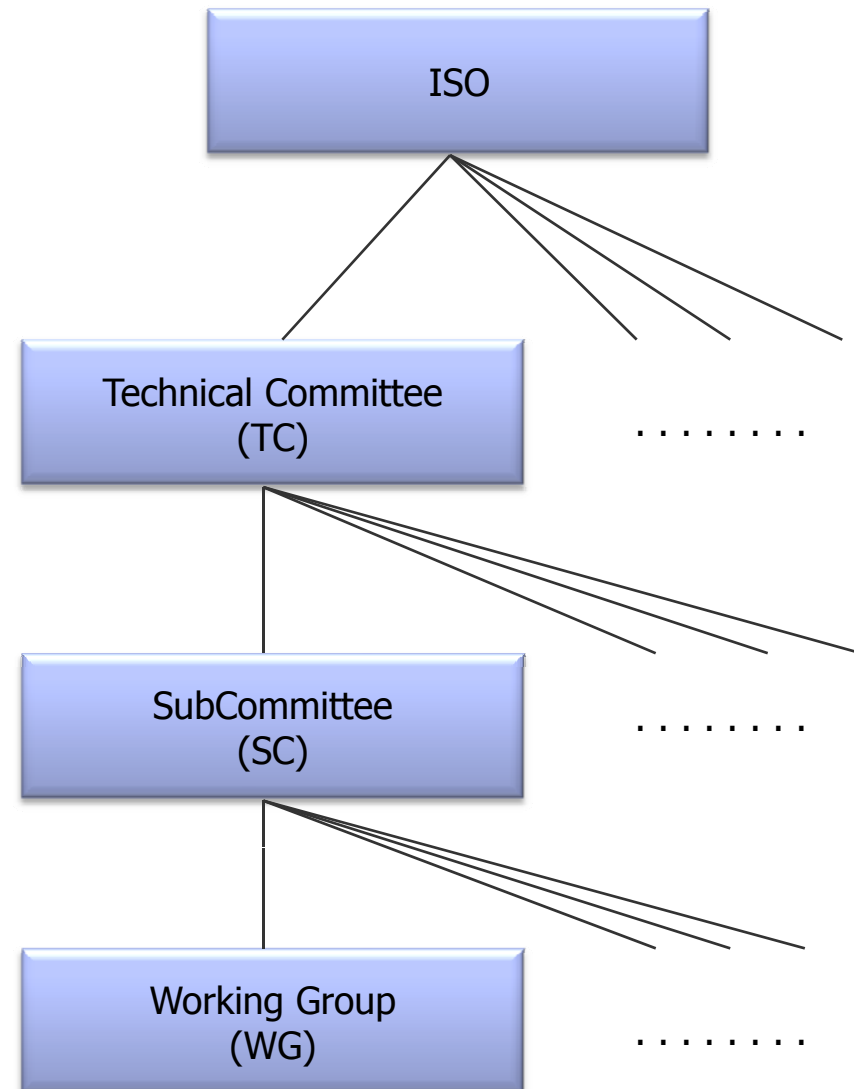 ISO
Technical Committee
(TC)
. . . . . . . .
SubCommittee
(SC)
. . . . . . . .
Working Group
(WG)
. . . . . . . .